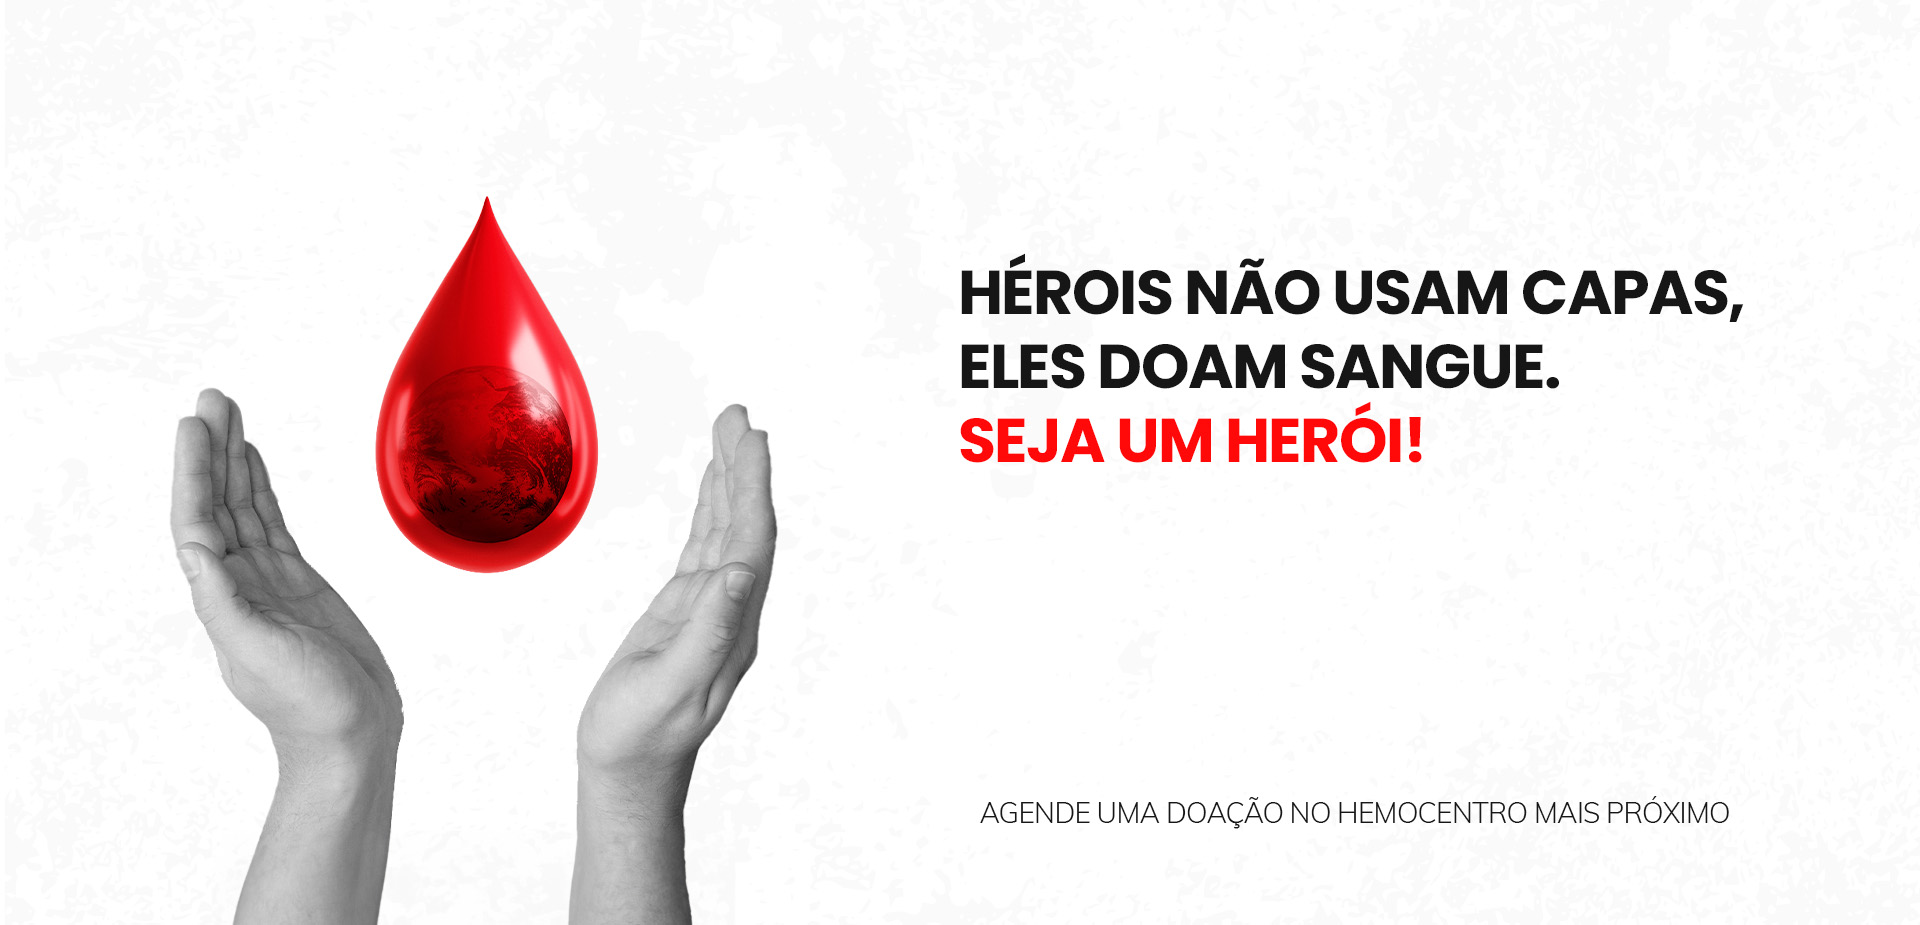 HÉROIS NÃO USAM CAPAS,
ELES DOAM SANGUE.
SEJA UM HERÓI!
AGENDE UMA DOAÇÃO NO HEMOCENTRO MAIS PRÓXIMO